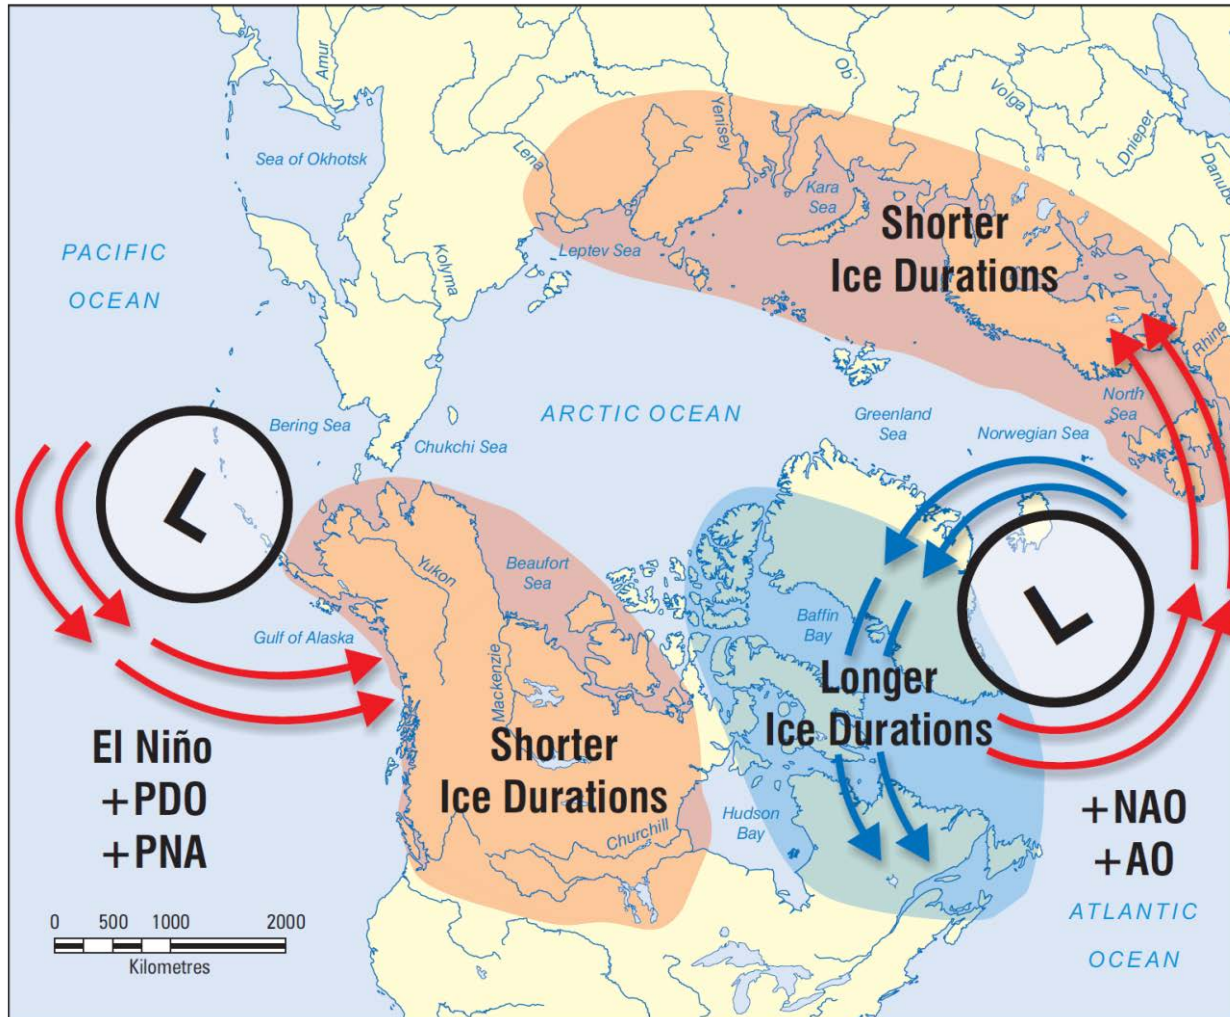 Amur
Sea of Okhotsk
Lena
Yenisey
Ob'
Volga
Dnieper
Danub
Kara
Sea
Shorter
Ice Durations
PACIFIC
OCEAN
Kolyma
Leptev Sea
Rhine
North
Sea
ARCTIC OCEAN
Greenland
Sea
Norwegian Sea
Bering Sea
Chukchi Sea
L
Yukon
Beaufort
Sea
Gulf of Alaska
Mackenzie
Baffin
Bay
L
Longer
Ice Durations
El Niño
+PDO
+PNA
Shorter
Ice Durations
Churchill
Hudson
Bay
+NAO
+AO
ATLANTIC
OCEAN
0 500 1000 2000
Kilometres